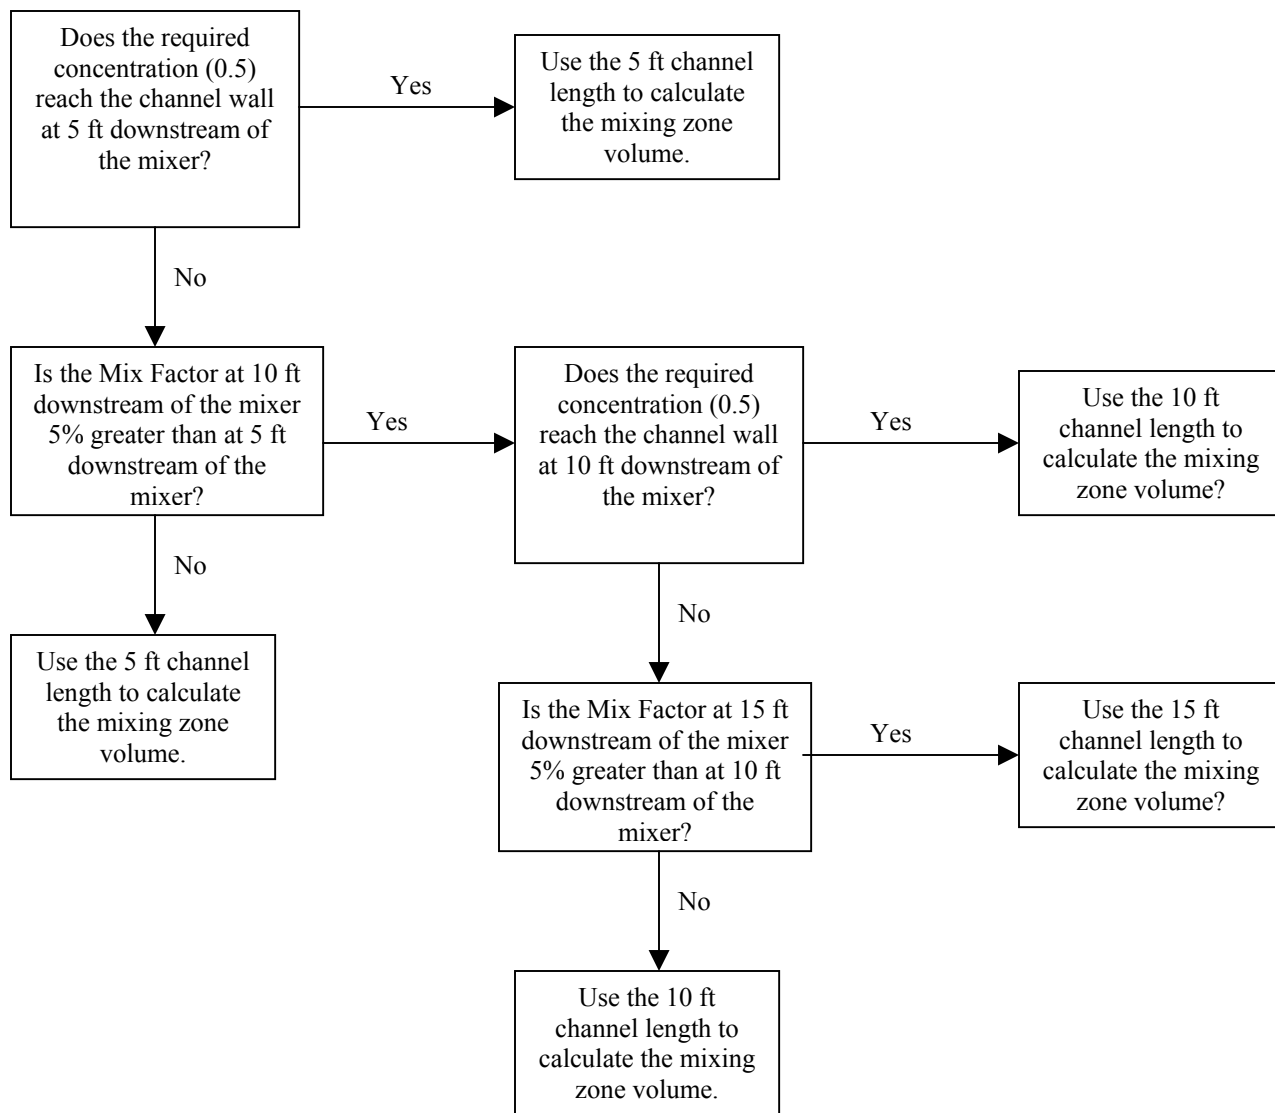 Does the required
concentration (0.5)
reach the channel wall
at 5 ft downstream of
the mixer?
Yes
Use the 5 ft channel
length to calculate
the mixing zone
volume.
No
Is the Mix Factor at 10 ft
downstream of the mixer
5% greater than at 5 ft
downstream of the
mixer?
Yes
Does the required
concentration (0.5)
reach the channel wall
at 10 ft downstream of
the mixer?
Yes
Use the 10 ft
channel length to
calculate the mixing
zone volume?
No
Use the 5 ft channel
length to calculate
the mixing zone
volume.
No
Is the Mix Factor at 15 ft
downstream of the mixer
5% greater than at 10 ft
downstream of the
mixer?
Yes
Use the 15 ft
channel length to
calculate the mixing
zone volume?
No
Use the 10 ft
channel length to
calculate the mixing
zone volume.